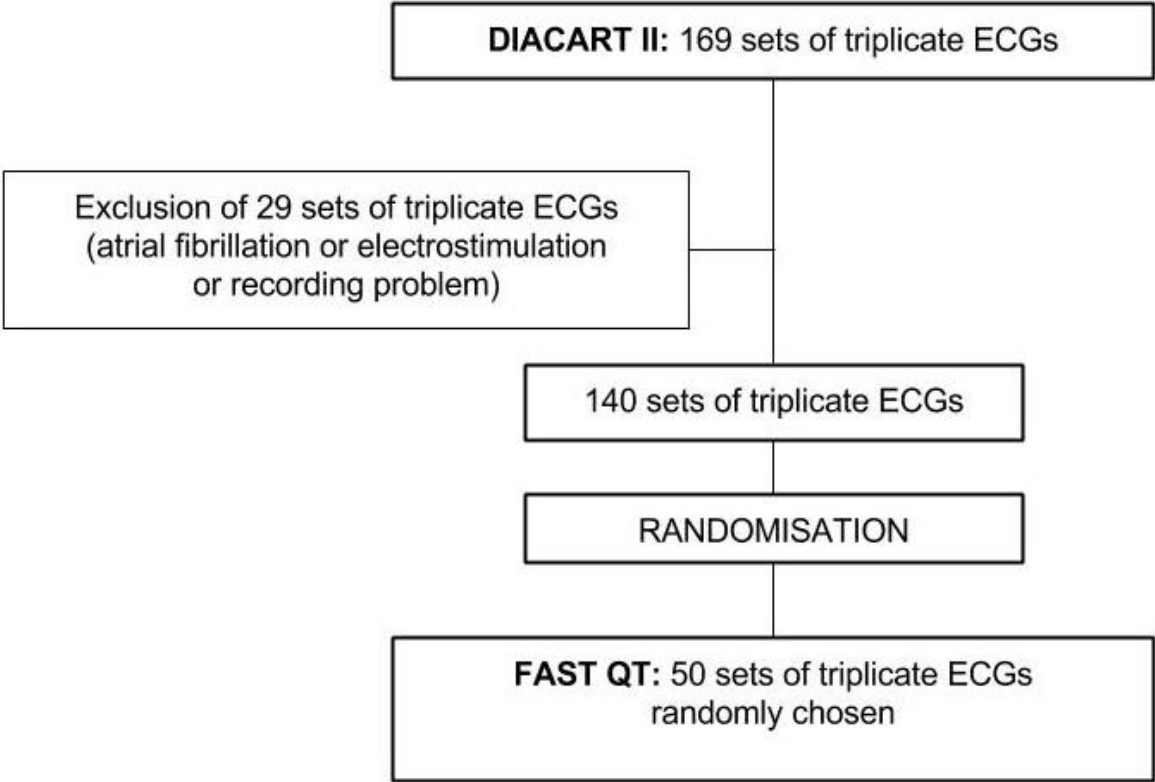 DIACART II: 169 sets of triplicate ECGs
Exclusion of 29 sets of triplicate ECGs
(atrial fibrillation or electrostimulation
or recording problem)
140 sets of triplicate ECGs
RANDOMISATION
FAST QT: 50 sets of triplicate ECGs
randomly chosen